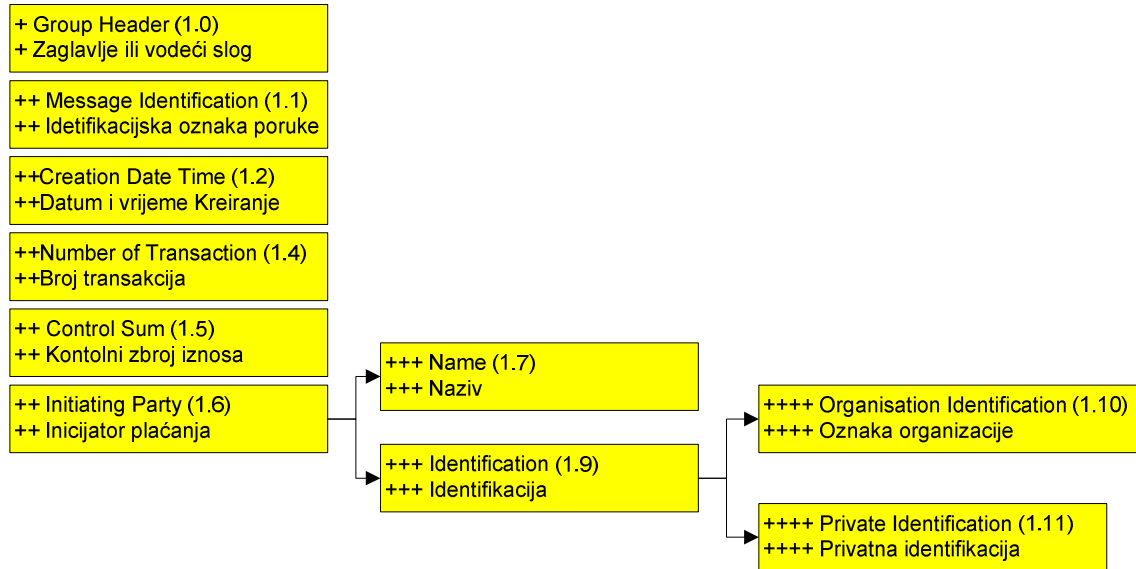 + Group Header (1.0)
+ Zaglavlje ili vodeći slog
++ Message Identification (1.1)
++ Idetifikacijska oznaka poruke
++Creation Date Time (1.2)
++Datum i vrijeme Kreiranje
++Number of Transaction (1.4)
++Broj transakcija
++ Control Sum (1.5)
++ Kontolni zbroj iznosa
++ Initiating Party (1.6)
++ Inicijator plaćanja
+++ Name (1.7)
+++ Naziv
+++ Identification (1.9)
+++ Identifikacija
++++ Organisation Identification (1.10)
++++ Oznaka organizacije
++++ Private Identification (1.11)
++++ Privatna identifikacija